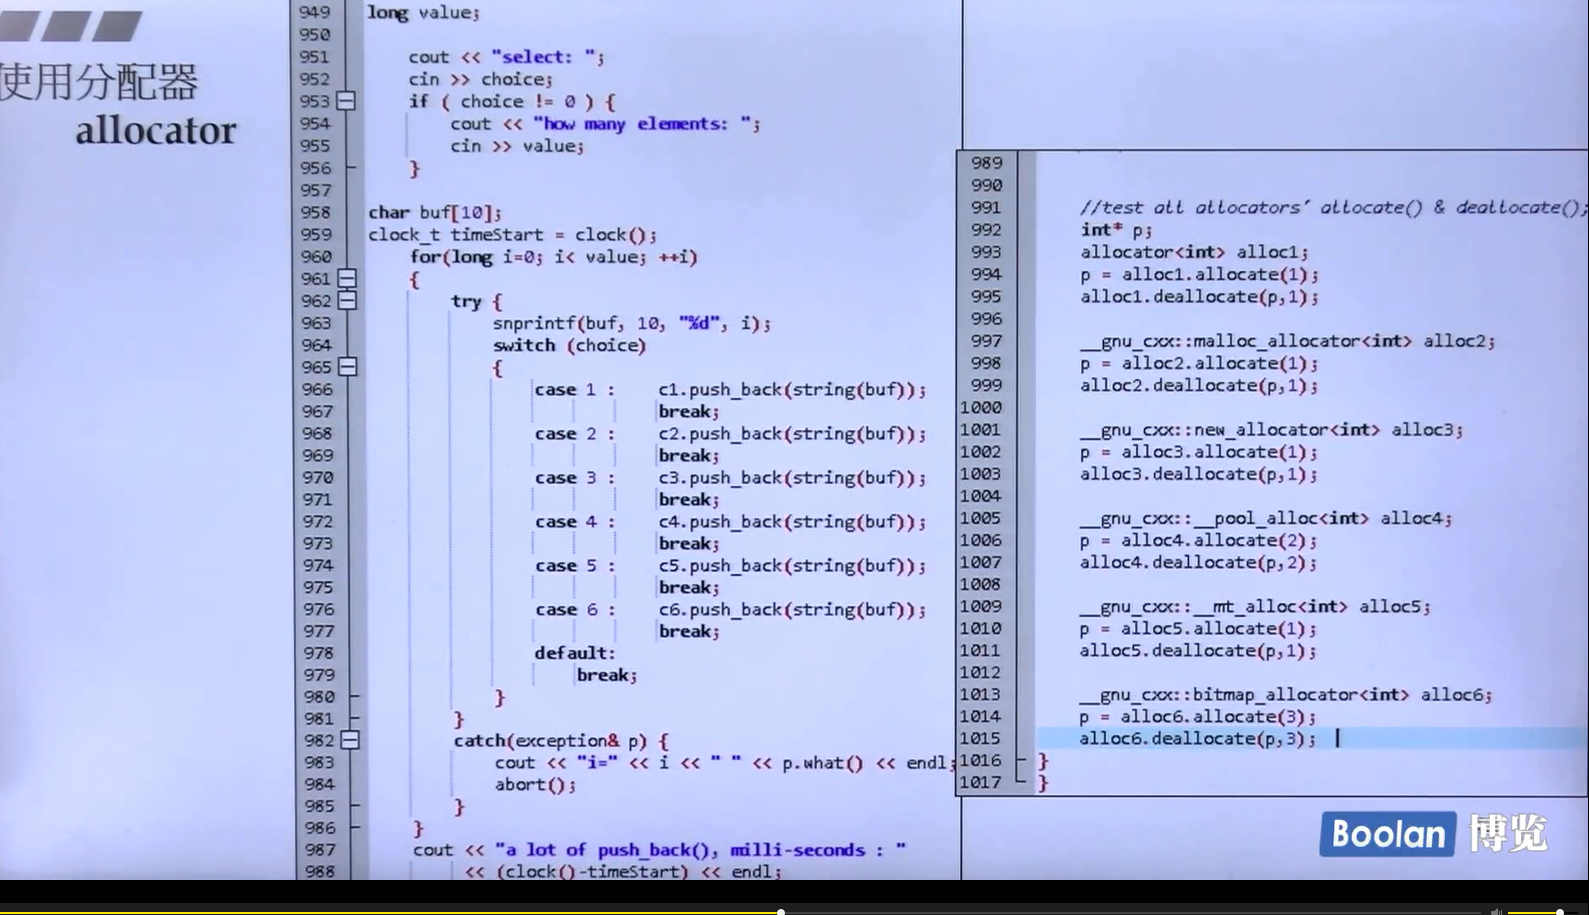 使用分配器
allocator
949 long value;
950
951 cout << "select: ";
952 cin >> choice;
953 if ( choice != 0 ) {
954 cout << "how many elements: ";
955 cin >> value;
956 }
957
958 char buf[10];
959 clock_t timeStart = clock();
960 for(long i=0; i< value; ++i)
961 {
962 try {
963 snprintf(buf, 10, "%d", i);
964 switch (choice)
965 {
966 case 1 : c1.push_back(string(buf));
967 break;
968 case 2 : c2.push_back(string(buf));
969 break;
970 case 3 : c3.push_back(string(buf));
971 break;
972 case 4 : c4.push_back(string(buf));
973 break;
974 case 5 : c5.push_back(string(buf));
975 break;
976 case 6 : c6.push_back(string(buf));
977 break;
978 default:
979 break;
980 }
981 }
982 catch(exception& p) {
983 cout << "i=" << i << " " << p.what() << endl;
984 abort();
985 }
986 }
987 cout << "a lot of push_back(), milli-seconds : "
988 << (clock()-timeStart) << endl;
989
990
991 //test all allocators' allocate() & deallocate();
992 int* p;
993 allocator<int> alloc1;
994 p = alloc1.allocate(1);
995 alloc1.deallocate(p,1);
996
997 __gnu_cxx::malloc_allocator<int> alloc2;
998 p = alloc2.allocate(1);
999 alloc2.deallocate(p,1);
1000
1001 __gnu_cxx::new_allocator<int> alloc3;
1002 p = alloc3.allocate(1);
1003 alloc3.deallocate(p,1);
1004
1005 __gnu_cxx::__pool_alloc<int> alloc4;
1006 p = alloc4.allocate(2);
1007 alloc4.deallocate(p,2);
1008
1009 __gnu_cxx::__mt_alloc<int> alloc5;
1010 p = alloc5.allocate(1);
1011 alloc5.deallocate(p,1);
1012
1013 __gnu_cxx::bitmap_allocator<int> alloc6;
1014 p = alloc6.allocate(3);
1015 alloc6.deallocate(p,3);
1016 }
1017 }
Boolan 博览